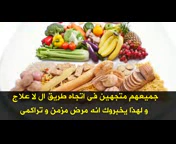 جميعهم متجهين فى اتجاه طريق ال لا علاج
و لهذا يخبروك انه مرض مزمن و تراكمى